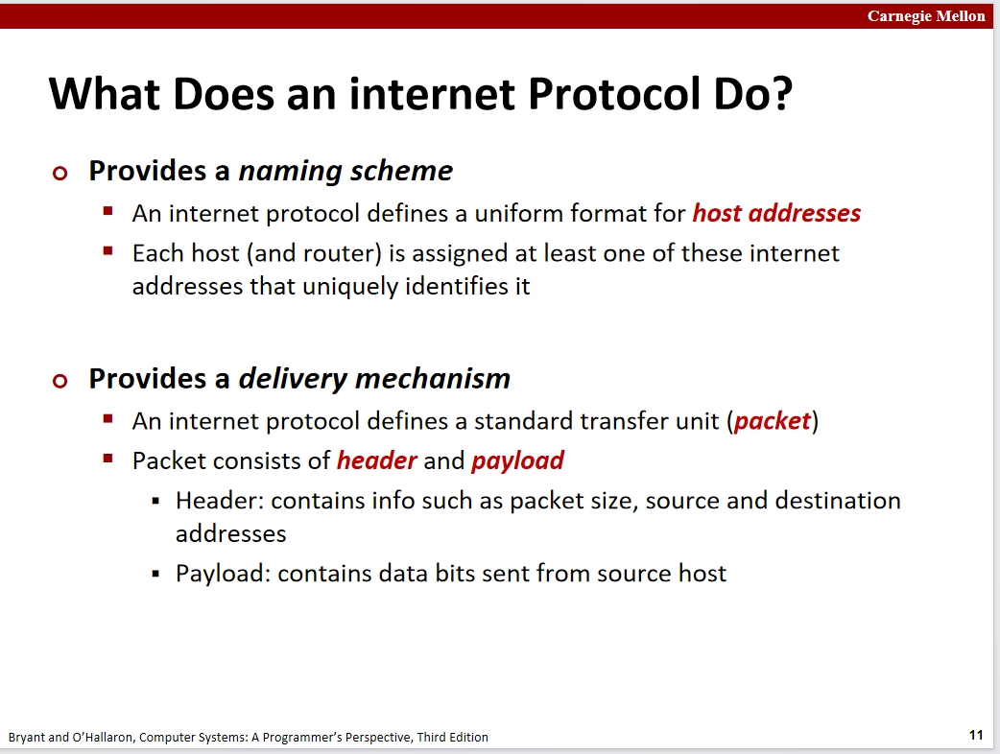 Carnegie Mellon
What Does an internet Protocol Do?
Provides a naming scheme
An internet protocol defines a uniform format for host addresses
Each host (and router) is assigned at least one of these internet
addresses that uniquely identifies it
Provides a delivery mechanism
An internet protocol defines a standard transfer unit (packet)
Packet consists of header and payload
Header: contains info such as packet size, source and destination
addresses
Payload: contains data bits sent from source host
Bryant and O’Hallaron, Computer Systems: A Programmer’s Perspective, Third Edition
11